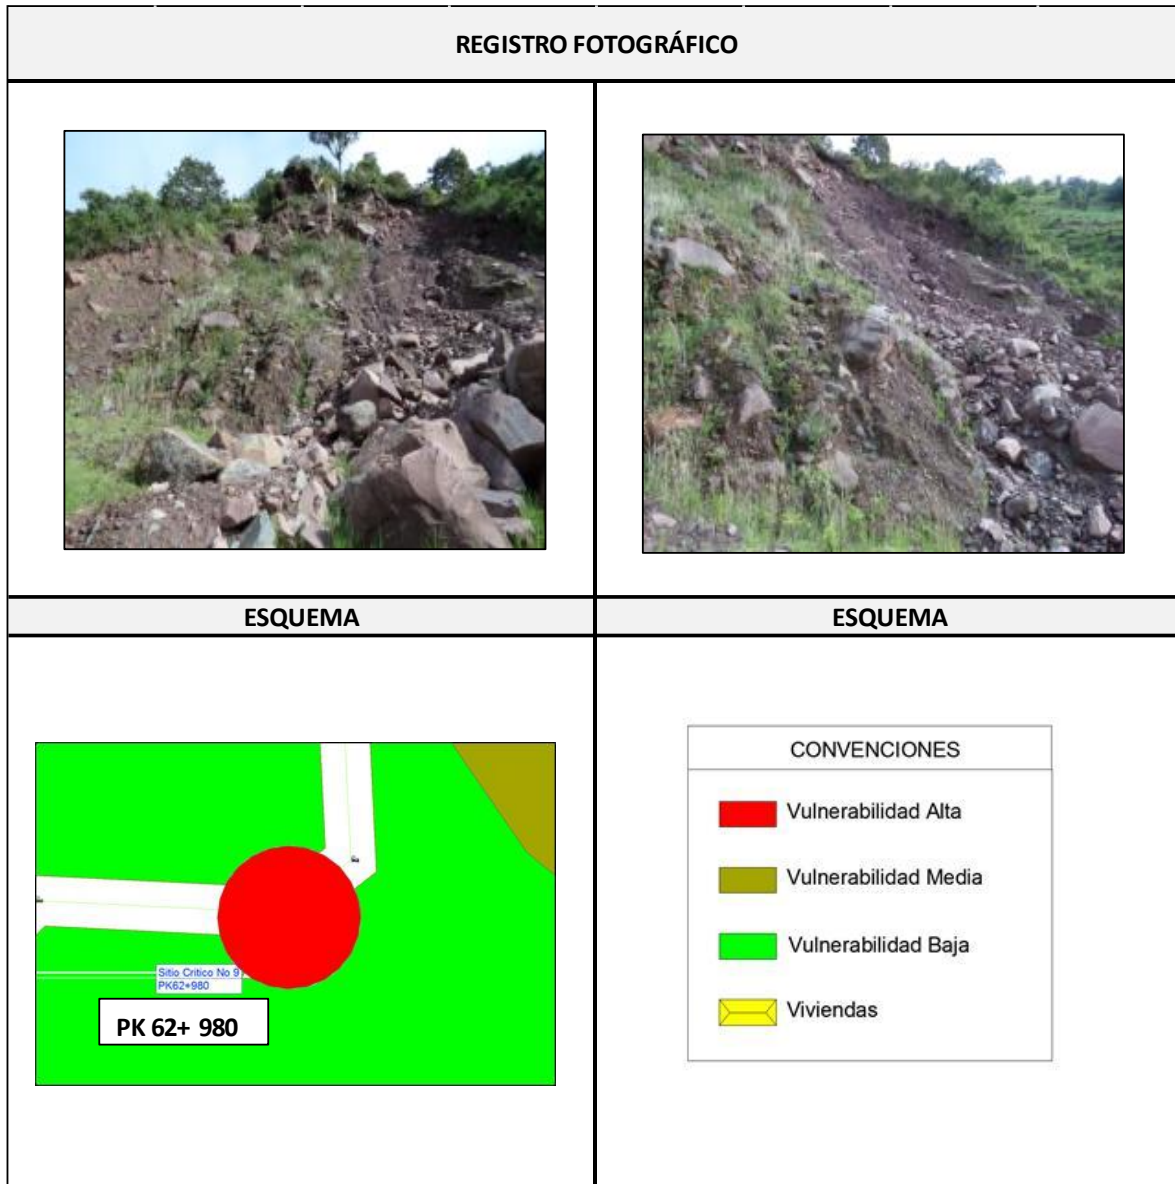 REGISTRO FOTOGRÁFICO
ESQUEMA
ESQUEMA
Sitio Critico No 9
PK62+980
PK 62+ 980
CONVENCIONES
Vulnerabilidad Alta
Vulnerabilidad Media
Vulnerabilidad Baja
Viviendas